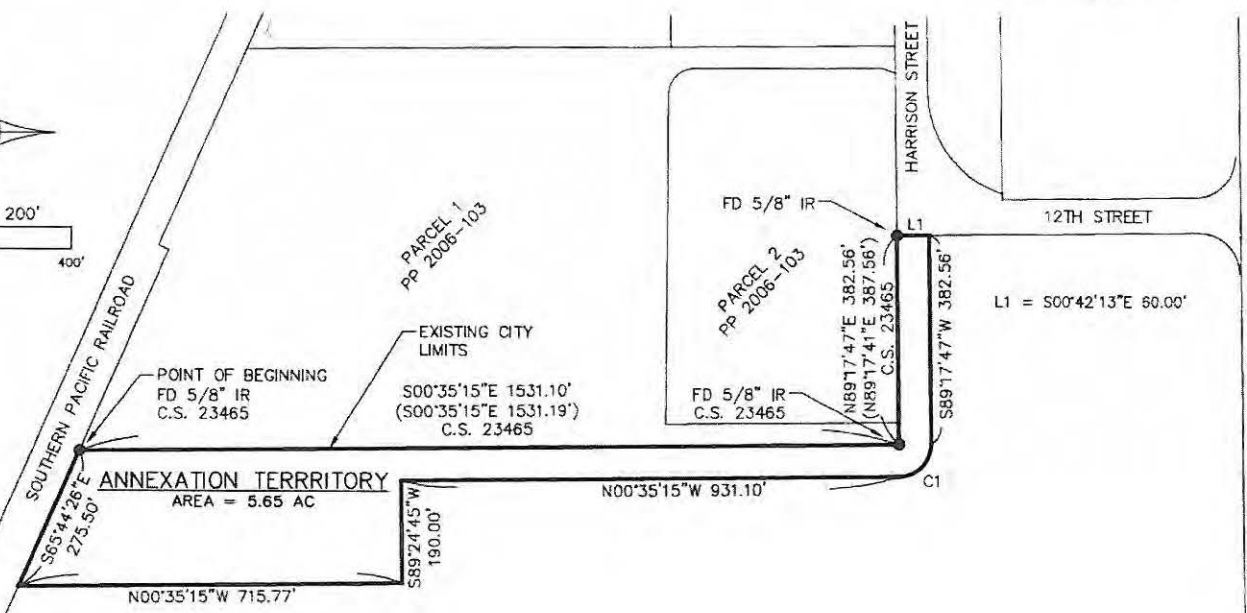 200'
400'
SOUTHERN PACIFIC RAILROAD
PARCEL 1
PP 2006-103
HARRISON STREET
12TH STREET
FD 5/8" IR
L1
PARCEL 2
PP 2006-103
N89°17'47"E 382.56'
(N89°17'41"E 387.56')
C.S. 23465
S89°17'47"W 382.56'
L1 = S00°42'13"E 60.00'
EXISTING CITY
LIMITS
POINT OF BEGINNING
FD 5/8" IR
C.S. 23465
S00°35'15"E 1531.10'
(S00°35'15"E 1531.19')
C.S. 23465
FD 5/8" IR
C.S. 23465
ANNEXATION TERRRITORY
AREA = 5.65 AC
S65°44'26"E
275.50'
N00°35'15"W 931.10'
C1
S89°24'45"W
190.00'
N00°35'15"W 715.77'